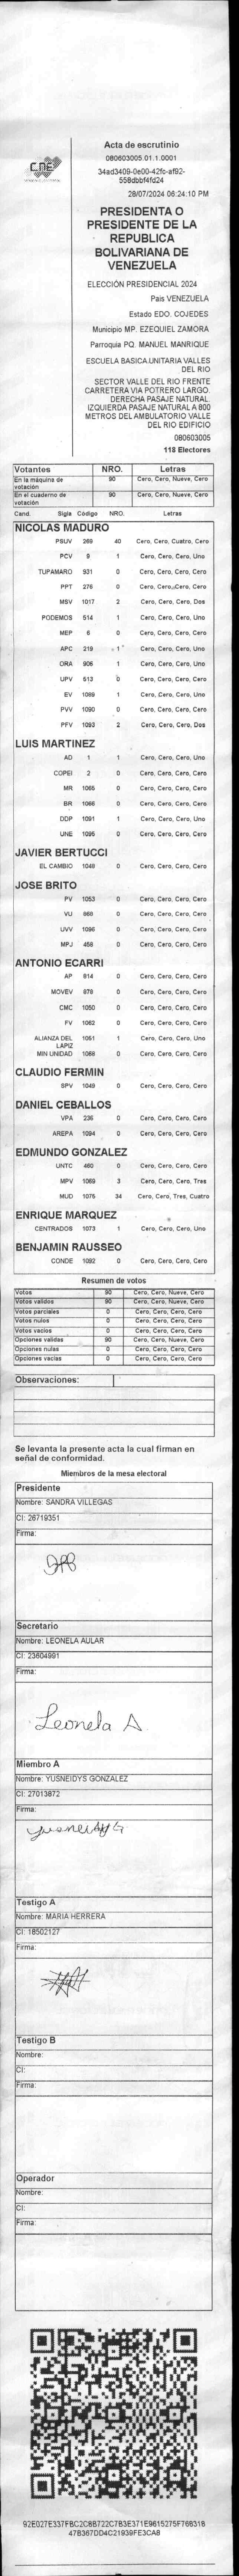 CNE
Acta de escrutinio
080603005.01.1.0001
34ad3409-0e00-42fc-af92-
558dbbf4fd24
28/07/2024 06:24:10 PM
PRESIDENTA O
PRESIDENTE DE LA
REPUBLICA
BOLIVARIANA DE
VENEZUELA
ELECCIÓN PRESIDENCIAL 2024
Pais VENEZUELA
Estado EDO. COJEDES
Municipio MP. EZEQUIEL ZAMORA
Parroquia PQ. MANUEL MANRIQUE
ESCUELA BASICA UNITARIA VALLES
DEL RIO
SECTOR VALLE DEL RIO FRENTE
CARRETERA VIA POTRERO LARGO.
DERECHA PASAJE NATURAL.
IZQUIERDA PASAJE NATURAL A 800
METROS DEL AMBULATORIO VALLE
DEL RIO EDIFICIO
080603005
118 Electores
Votantes NRO. Letras
En la máquina de votación 90 Cero, Cero, Nueve, Cero
En el cuaderno de votación 90 Cero, Cero, Nueve, Cero
Cand. Sigla Código NRO. Letras
NICOLAS MADURO
PSUV 269 40 Cero, Cero, Cuatro, Cero
PCV 9 1 Cero, Cero, Cero, Uno
TUPAMARO 931 0 Cero, Cero, Cero, Cero
PPT 276 0 Cero, Cero, Cero, Cero
MSV 1017 2 Cero, Cero, Cero, Dos
PODEMOS 514 1 Cero, Cero, Cero, Uno
MEP 6 0 Cero, Cero, Cero, Cero
APC 219 1 Cero, Cero, Cero, Uno
ORA 906 1 Cero, Cero, Cero, Uno
UPV 513 0 Cero, Cero, Cero, Cero
EV 1089 1 Cero, Cero, Cero, Uno
PVV 1090 0 Cero, Cero, Cero, Cero
PFV 1093 2 Cero, Cero, Cero, Dos
LUIS MARTINEZ
AD 1 1 Cero, Cero, Cero, Uno
COPEI 2 0 Cero, Cero, Cero, Cero
MR 1065 0 Cero, Cero, Cero, Cero
BR 1066 0 Cero, Cero, Cero, Cero
DDP 1091 1 Cero, Cero, Cero, Uno
UNE 1095 0 Cero, Cero, Cero, Cero
JAVIER BERTUCCI
EL CAMBIO 1049 0 Cero, Cero, Cero, Cero
JOSE BRITO
PV 1053 0 Cero, Cero, Cero, Cero
VU 868 0 Cero, Cero, Cero, Cero
UVV 1096 0 Cero, Cero, Cero, Cero
MPJ 458 0 Cero, Cero, Cero, Cero
ANTONIO ECARRI
AP 814 0 Cero, Cero, Cero, Cero
MOVEV 878 0 Cero, Cero, Cero, Cero
CMC 1050 0 Cero, Cero, Cero, Cero
FV 1062 0 Cero, Cero, Cero, Cero
ALIANZA DEL LAPIZ 1051 1 Cero, Cero, Cero, Uno
MIN UNIDAD 1068 0 Cero, Cero, Cero, Cero
CLAUDIO FERMIN
SPV 1049 0 Cero, Cero, Cero, Cero
DANIEL CEBALLOS
VPA 236 0 Cero, Cero, Cero, Cero
AREPA 1094 0 Cero, Cero, Cero, Cero
EDMUNDO GONZALEZ
UNTC 460 0 Cero, Cero, Cero, Cero
MPV 1069 3 Cero, Cero, Cero, Tres
MUD 1075 34 Cero, Cero, Tres, Cuatro
ENRIQUE MARQUEZ
CENTRADOS 1073 1 Cero, Cero, Cero, Uno
BENJAMIN RAUSSEO
CONDE 1092 0 Cero, Cero, Cero, Cero
Resumen de votos
Votos 90 Cero, Cero, Nueve, Cero
Votos validos 90 Cero, Cero, Nueve, Cero
Votos parciales 0 Cero, Cero, Cero, Cero
Votos nulos 0 Cero, Cero, Cero, Cero
Votos vacios 0 Cero, Cero, Cero, Cero
Opciones validas 90 Cero, Cero, Nueve, Cero
Opciones nulas 0 Cero, Cero, Cero, Cero
Opciones vacias 0 Cero, Cero, Cero, Cero
Observaciones:
Se levanta la presente acta la cual firman en
señal de conformidad.
Miembros de la mesa electoral
Presidente
Nombre: SANDRA VILLEGAS
CI: 26719351
Firma:
Secretario
Nombre: LEONELA AULAR
CI: 23604991
Firma:
Leonela A
Miembro A
Nombre: YUSNEIDYS GONZALEZ
CI: 27013872
Firma:
yusneidy G
Testigo A
Nombre: MARIA HERRERA
CI: 18502127
Firma:
Testigo B
Nombre:
CI:
Firma:
Operador
Nombre:
CI:
Firma:
92E027E337FBC2C8B722C7B3E371E9615275F768318
47B367DD4C21939FE3CA8